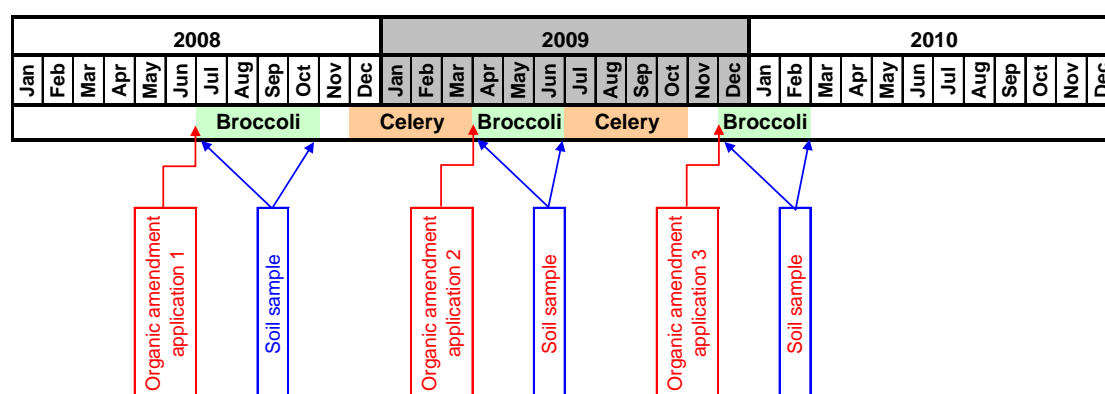 2008 2009 2010
Jan Feb Mar Apr May Jun Jul Aug Sep Oct Nov Dec Jan Feb Mar Apr May Jun Jul Aug Sep Oct Nov Dec Jan Feb Mar Apr May Jun Jul Aug Sep Oct Nov Dec
Broccoli Celery Broccoli Celery Broccoli
Organic amendment
application 1
Soil sample
Organic amendment
application 2
Soil sample
Organic amendment
application 3
Soil sample